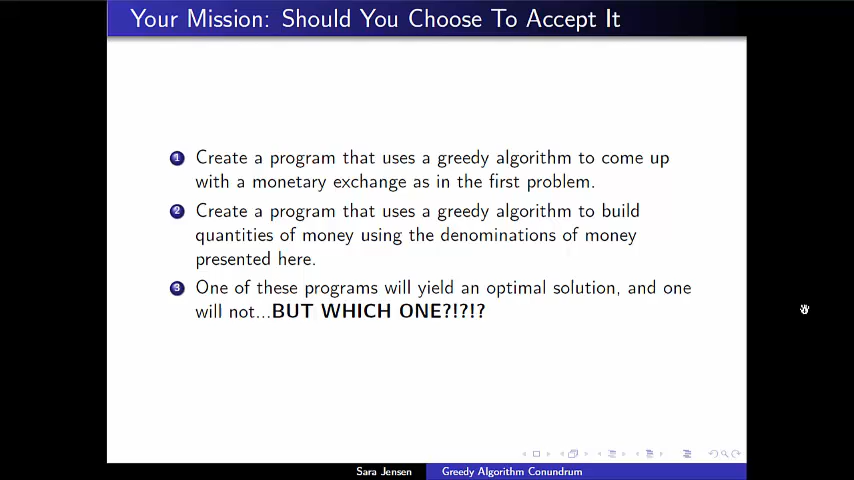 Your Mission: Should You Choose To Accept It
1 Create a program that uses a greedy algorithm to come up
with a monetary exchange as in the first problem.
2 Create a program that uses a greedy algorithm to build
quantities of money using the denominations of money
presented here.
3 One of these programs will yield an optimal solution, and one
will not...BUT WHICH ONE?!?!?
Sara Jensen Greedy Algorithm Conundrum